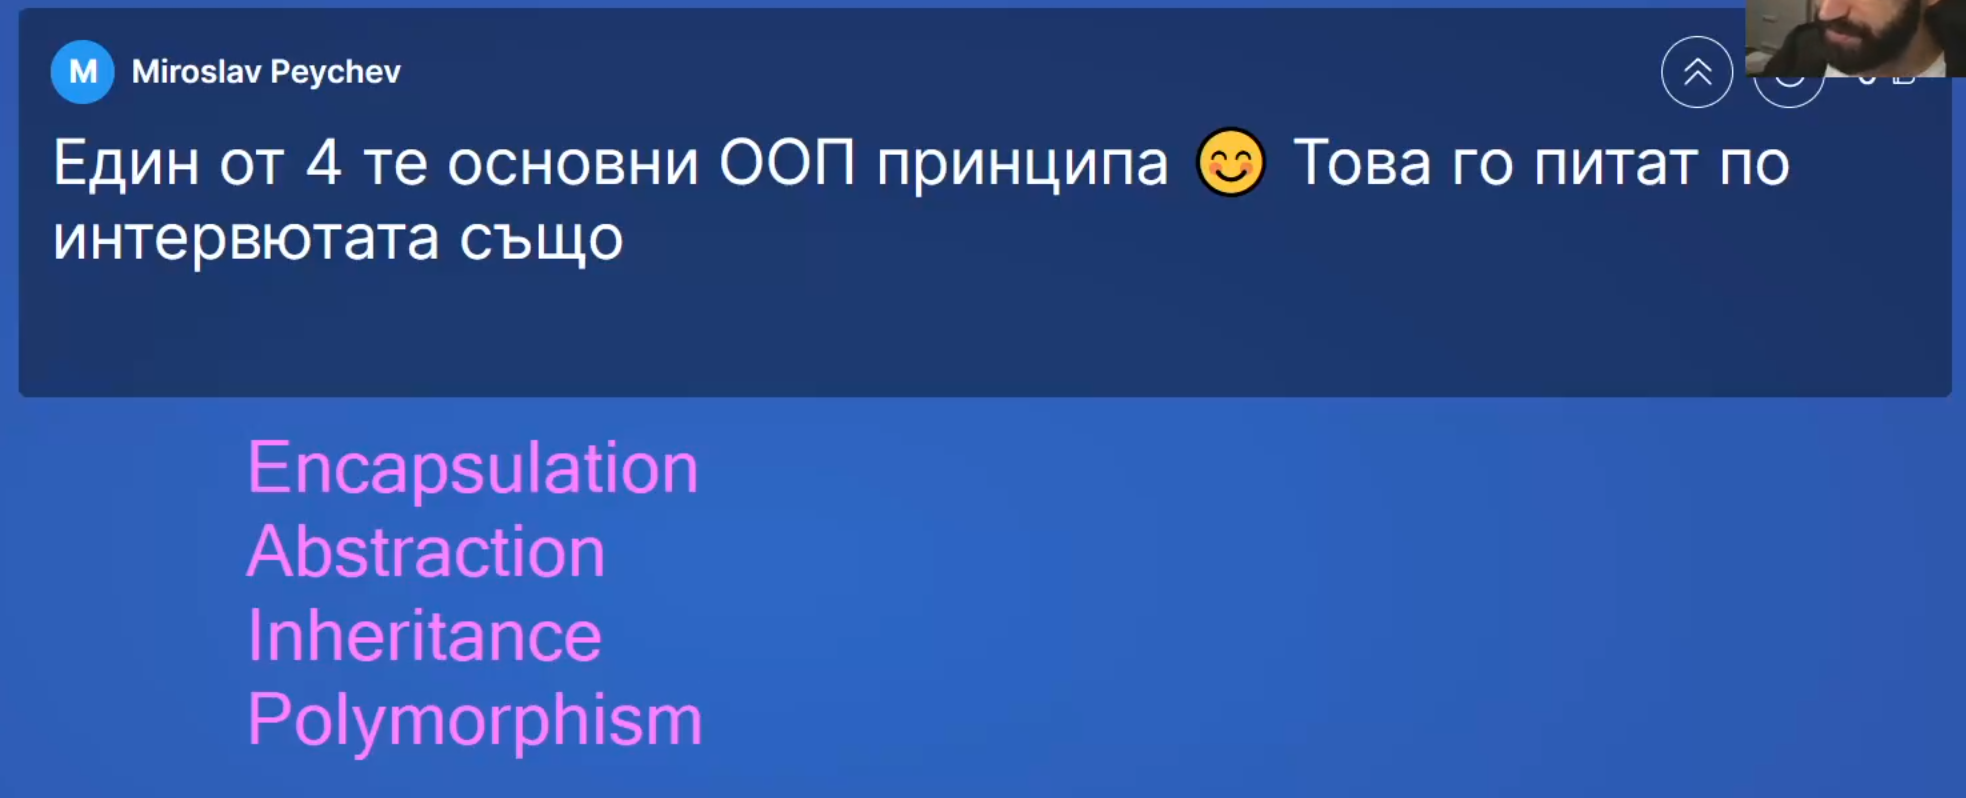 M Miroslav Peychev
Един от 4 те основни ООП принципа 😊 Това го питат по
интервютата също
Encapsulation
Abstraction
Inheritance
Polymorphism